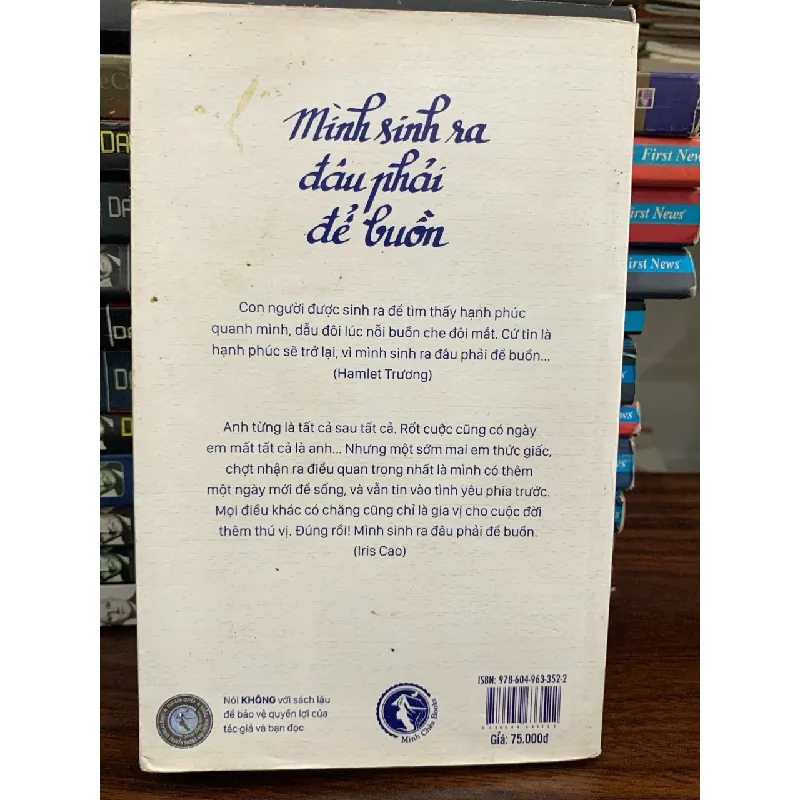 Mình sinh ra
đâu phải
để buồn
Con người được sinh ra để tìm thấy hạnh phúc
quanh mình, dẫu đôi lúc nỗi buồn che đôi mắt. Cứ tin là
hạnh phúc sẽ trở lại, vì mình sinh ra đâu phải để buồn...
(Hamlet Trương)
Anh từng là tất cả sau tất cả. Rốt cuộc cũng có ngày
em mất tất cả là anh... Nhưng một sớm mai em thức giấc,
chợt nhận ra điều quan trọng nhất là mình có thêm
một ngày mới để sống, và vẫn tin vào tình yêu phía trước.
Mọi điều khác có chăng cũng chỉ là gia vị cho cuộc đời
thêm thú vị. Đúng rồi! Mình sinh ra đâu phải để buồn.
(Iris Cao)
Nói KHÔNG với sách lậu
để bảo vệ quyền lợi của
tác giả và bạn đọc
Minh Châu Books
ISBN: 978-604-963-352-2
Giá: 75.000đ
First New
irst News
irst News